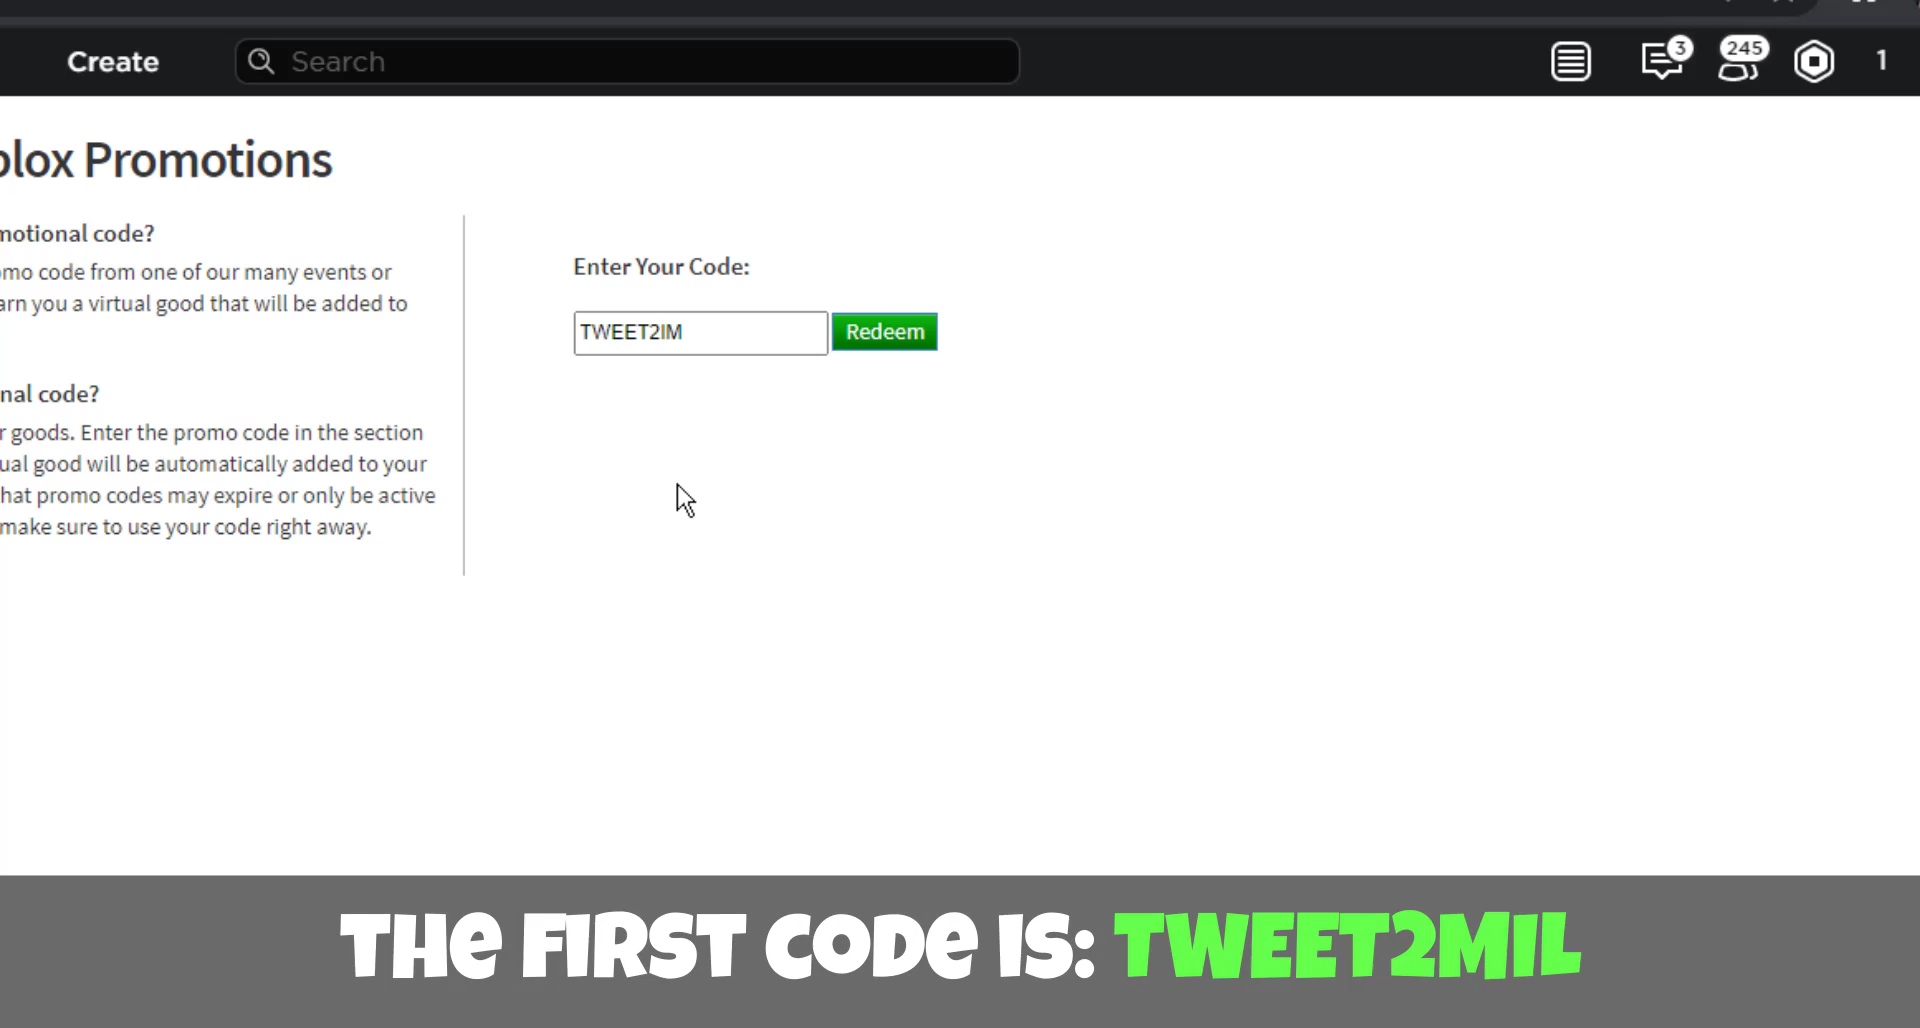 Create
Search
3
245
1
blox Promotions
motional code?
omo code from one of our many events or
arn you a virtual good that will be added to
nal code?
r goods. Enter the promo code in the section
ual good will be automatically added to your
hat promo codes may expire or only be active
make sure to use your code right away.
Enter Your Code:
TWEET2IM
Redeem
THe FIRST CODe IS: TWEET2MIL